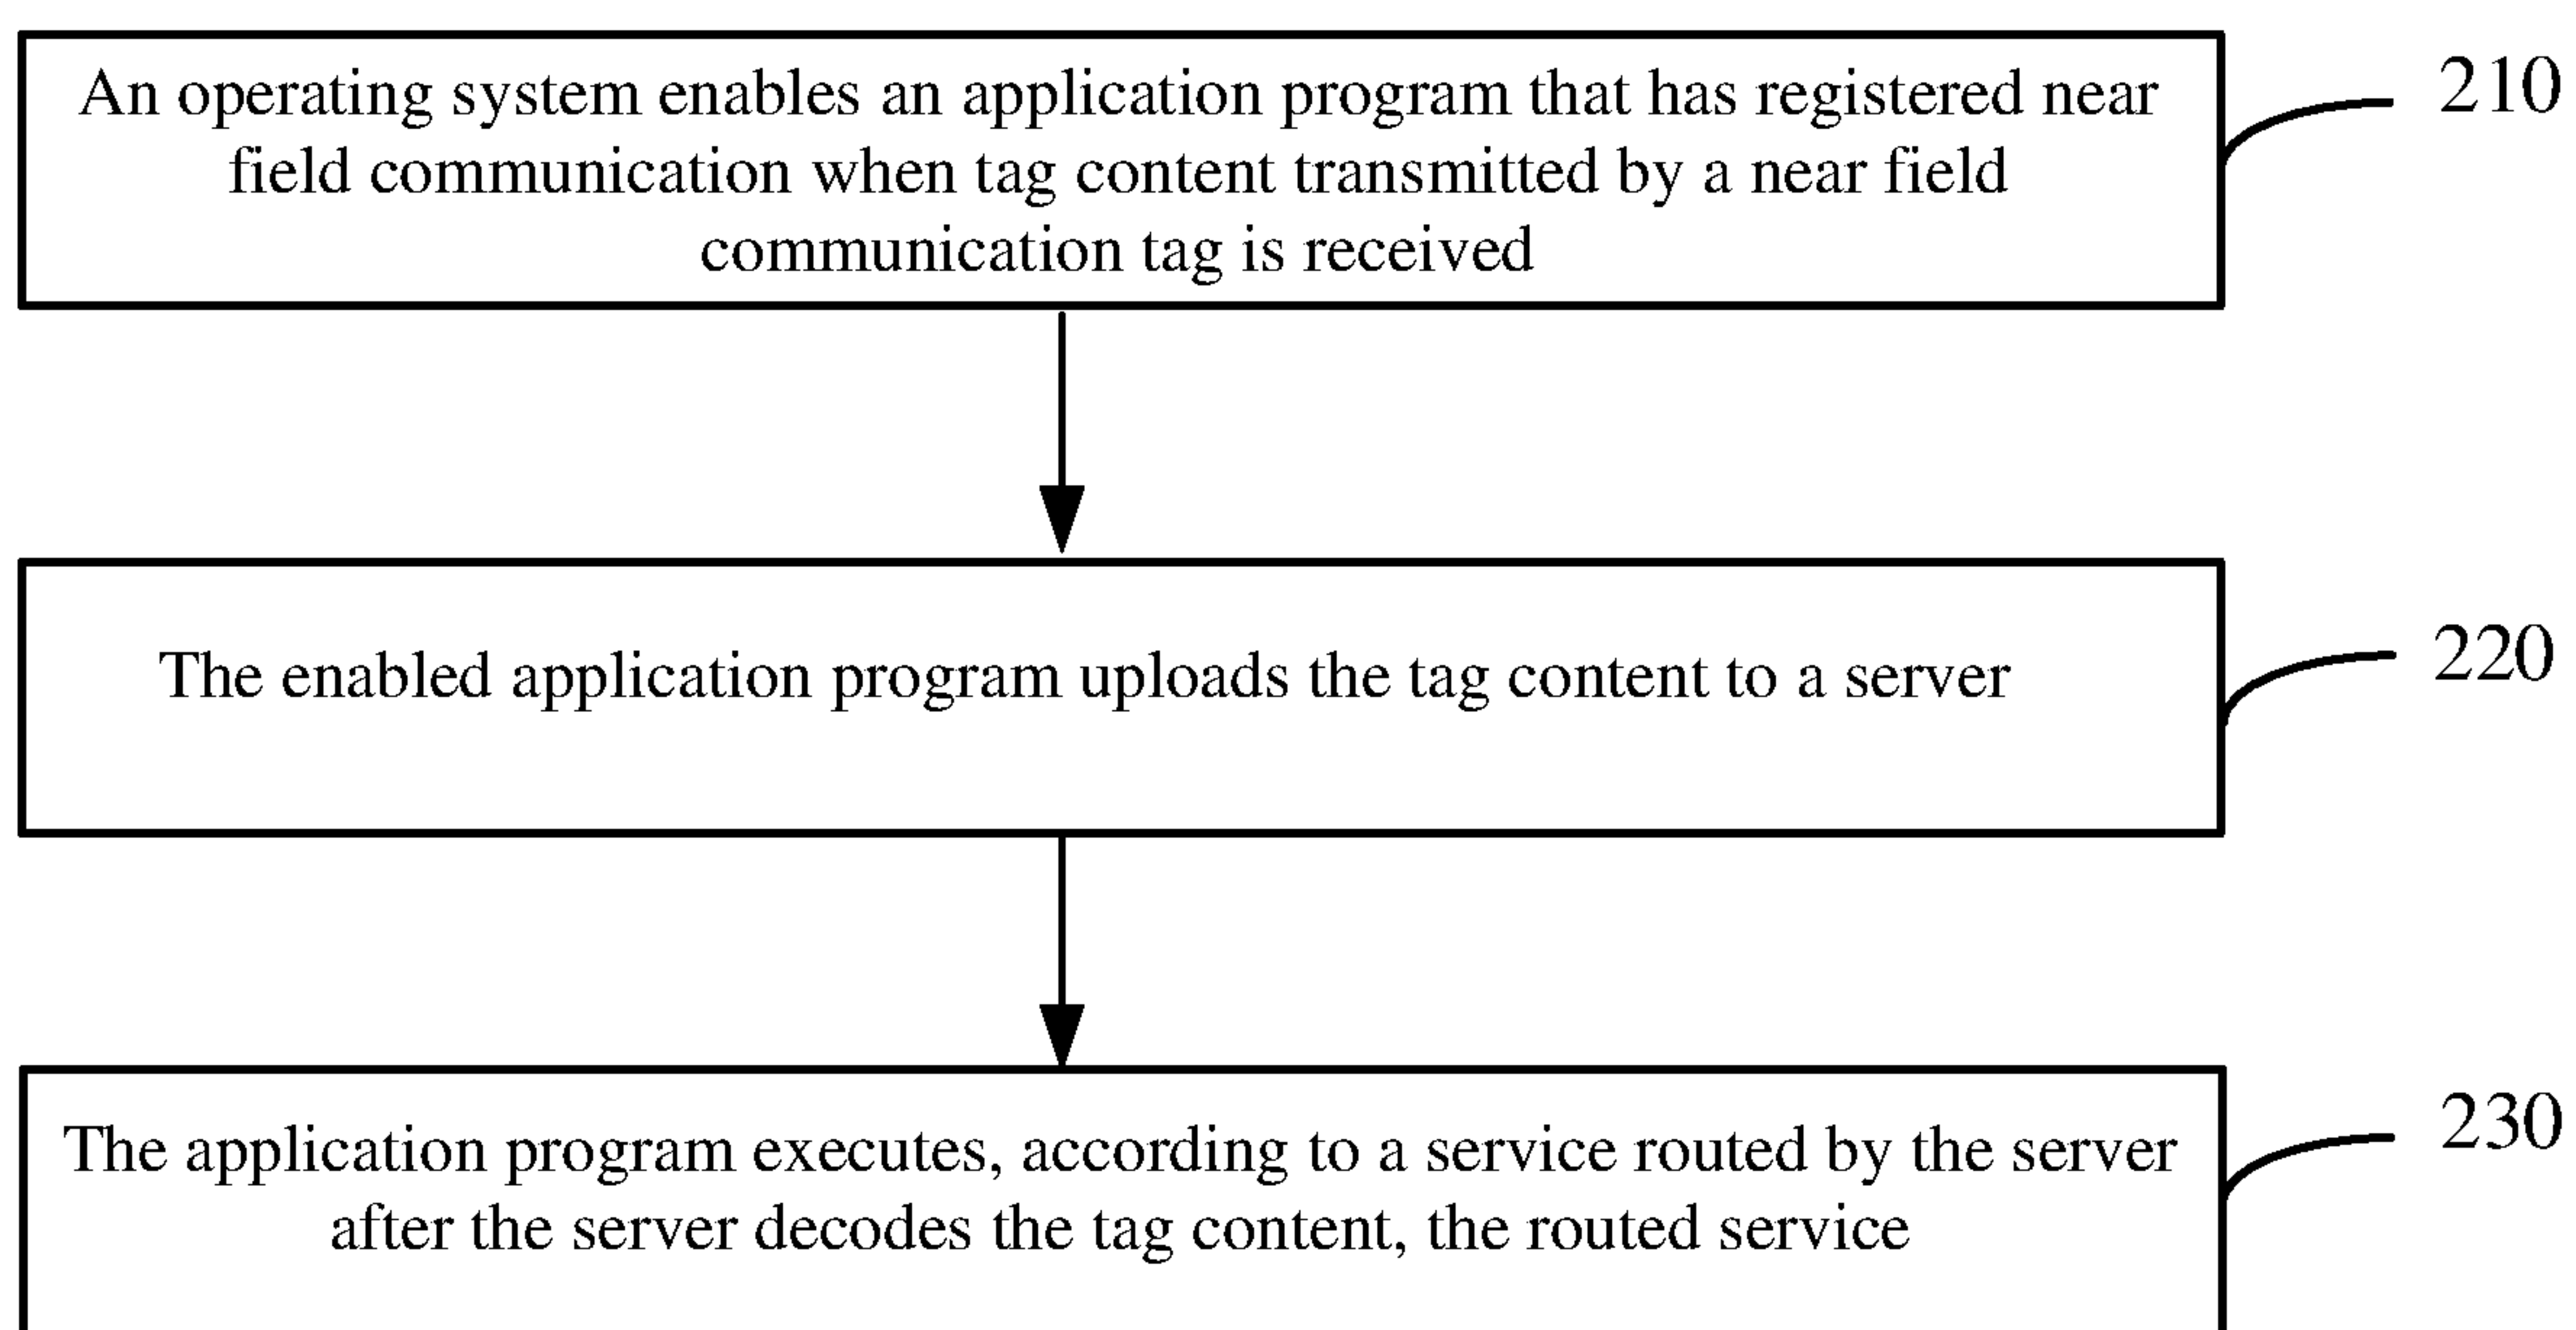 An operating system enables an application program that has registered near
field communication when tag content transmitted by a near field
communication tag is received
210
The enabled application program uploads the tag content to a server
220
The application program executes, according to a service routed by the server
after the server decodes the tag content, the routed service
230